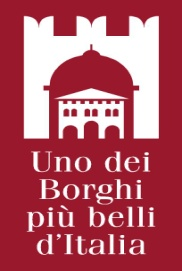 Uno dei
Borghi
più belli
d'Italia